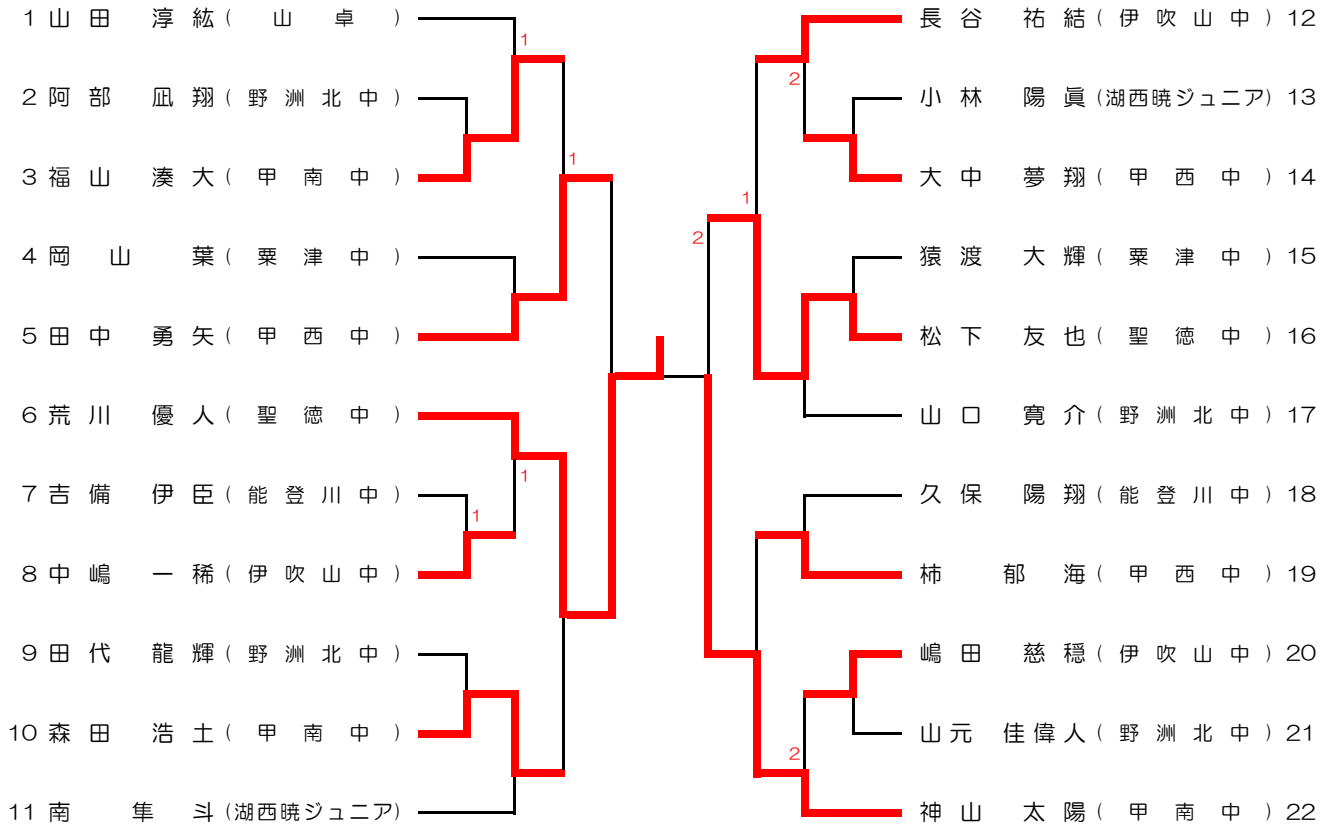 1 山田 淳紘 (山卓)
1
2 阿部 凪翔 (野洲北中)
1
3 福山 湊大 (甲南中)
4 岡山 葉 (粟津中)
5 田中 勇矢 (甲西中)
6 荒川 優人 (聖徳中)
1
7 吉備 伊臣 (能登川中)
1
8 中嶋 一稀 (伊吹山中)
9 田代 龍輝 (野洲北中)
10 森田 浩土 (甲南中)
11 南 隼斗 (湖西暁ジュニア)
長谷 祐結 (伊吹山中) 12
2
小林 陽眞 (湖西暁ジュニア) 13
大中 夢翔 (甲西中) 14
1
2
猿渡 大輝 (粟津中) 15
松下 友也 (聖徳中) 16
山口 寛介 (野洲北中) 17
久保 陽翔 (能登川中) 18
柿 郁海 (甲西中) 19
嶋田 慈穏 (伊吹山中) 20
山元 佳偉人 (野洲北中) 21
2
神山 太陽 (甲南中) 22